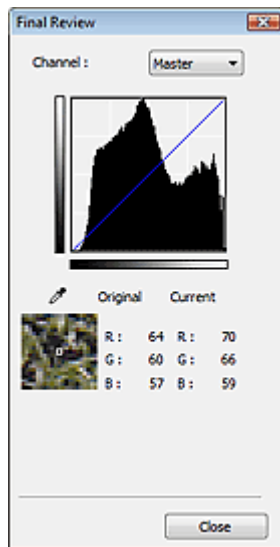 Final Review
Channel : Master
Original Current
R : 64 R : 70
G : 60 G : 66
B : 57 B : 59
Close